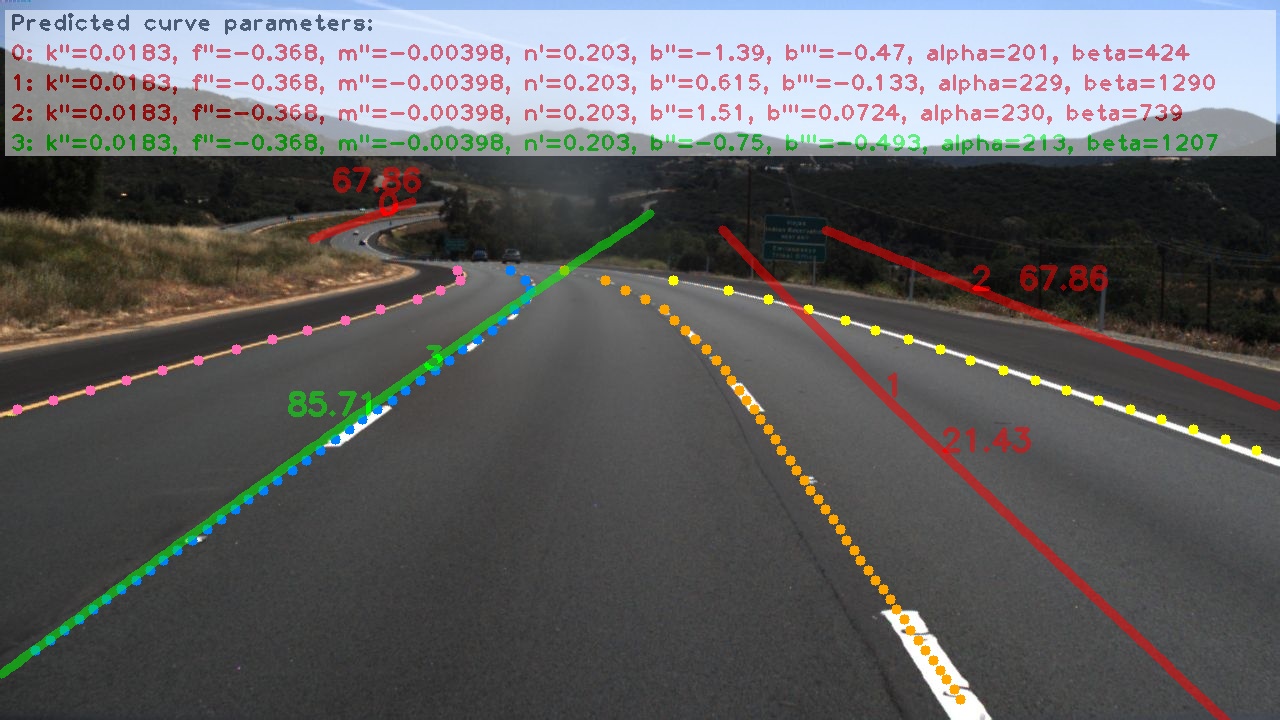 Predicted curve parameters:
0: k''=0.0183, f''=−0.368, m''=−0.00398, n'=0.203, b''=−1.39, b'''=−0.47, alpha=201, beta=424
1: k''=0.0183, f''=−0.368, m''=−0.00398, n'=0.203, b''=0.615, b'''=−0.133, alpha=229, beta=1290
2: k''=0.0183, f''=−0.368, m''=−0.00398, n'=0.203, b''=1.51, b'''=0.0724, alpha=230, beta=739
3: k''=0.0183, f''=−0.368, m''=−0.00398, n'=0.203, b''=−0.75, b'''=−0.493, alpha=213, beta=1207
67.86
0
Indian Reservation
2 67.86
3
1
85.71
21.43